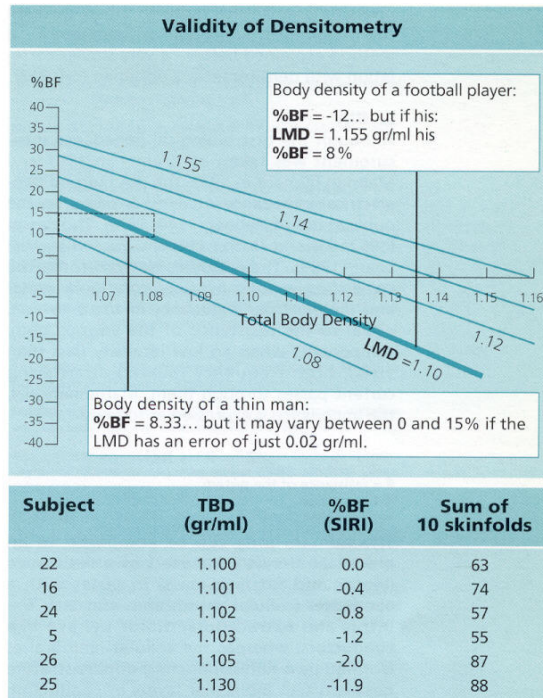 Validity of Densitometry
%BF
40
35
30
25
20
15
10
5
0
-5
-10
-15
-20
-25
-30
-35
-40
Body density of a football player:
%BF = -12... but if his:
LMD = 1.155 gr/ml his
%BF = 8%
1.155
1.14
1.12
LMD =1.10
1.08
1.07 1.08 1.09 1.10 1.11 1.12 1.13 1.14 1.15 1.16
Total Body Density
Body density of a thin man:
%BF = 8.33... but it may vary between 0 and 15% if the
LMD has an error of just 0.02 gr/ml.
Subject TBD (gr/ml) %BF (SIRI) Sum of 10 skinfolds
22 1.100 0.0 63
16 1.101 -0.4 74
24 1.102 -0.8 57
5 1.103 -1.2 55
26 1.105 -2.0 87
25 1.130 -11.9 88